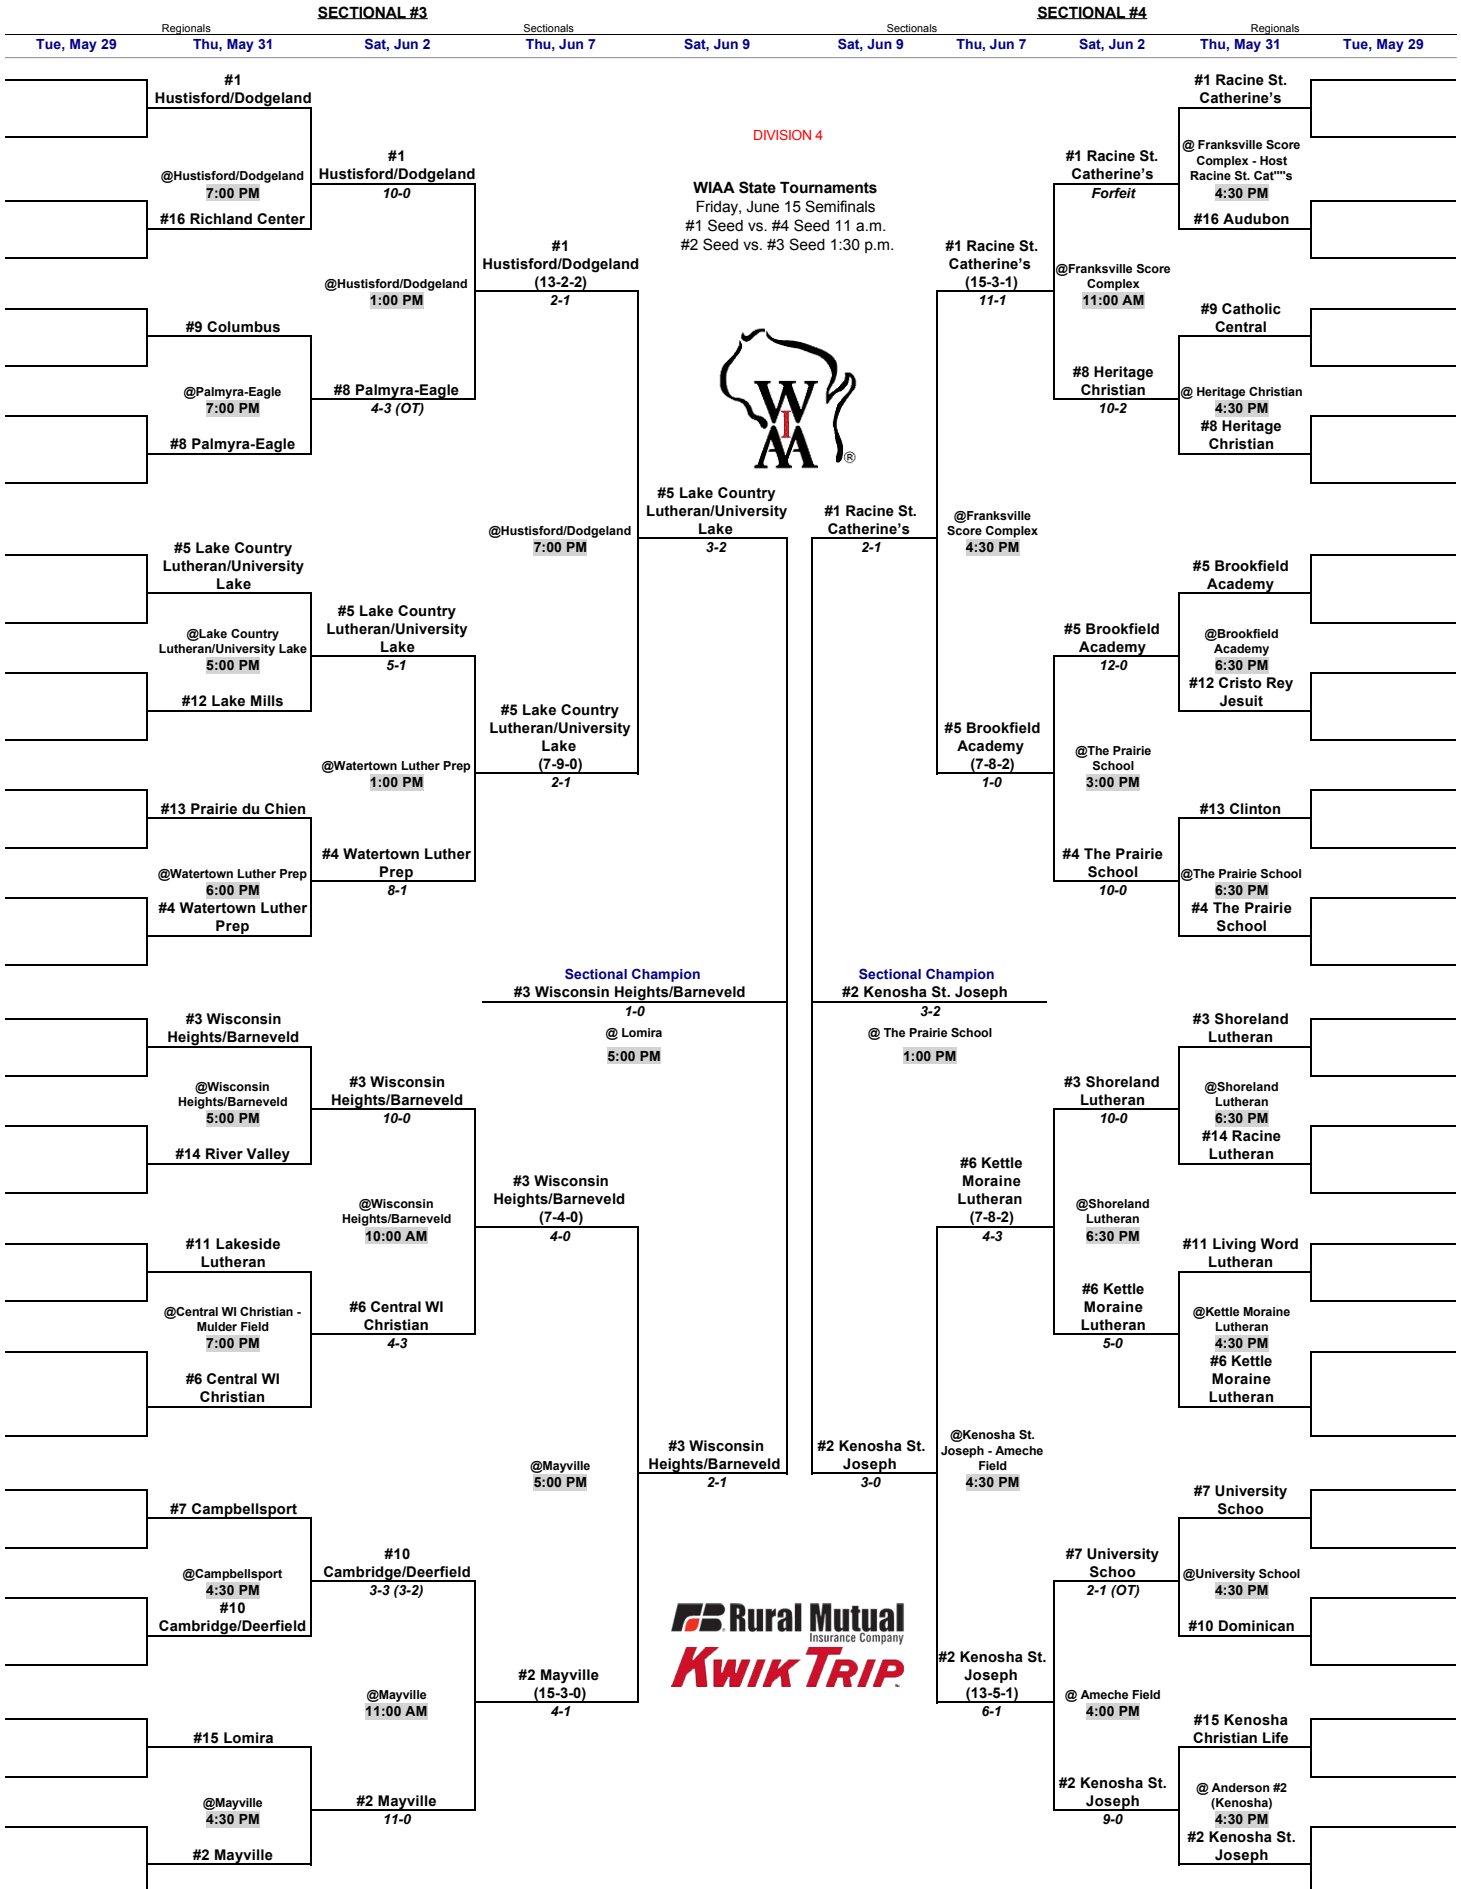 SECTIONAL #3
SECTIONAL #4
Regionals
Sectionals
Sectionals
Regionals
Tue, May 29
Thu, May 31
Sat, Jun 2
Thu, Jun 7
Sat, Jun 9
Sat, Jun 9
Thu, Jun 7
Sat, Jun 2
Thu, May 31
Tue, May 29
#1
Hustisford/Dodgeland
@Hustisford/Dodgeland
7:00 PM
#16 Richland Center
#9 Columbus
@Palmyra-Eagle
7:00 PM
#8 Palmyra-Eagle
#5 Lake Country
Lutheran/University
Lake
@Lake Country
Lutheran/University Lake
5:00 PM
#12 Lake Mills
#13 Prairie du Chien
@Watertown Luther Prep
6:00 PM
#4 Watertown Luther
Prep
#3 Wisconsin
Heights/Barneveld
@Wisconsin
Heights/Barneveld
5:00 PM
#14 River Valley
#11 Lakeside
Lutheran
@Central WI Christian -
Mulder Field
7:00 PM
#6 Central WI
Christian
#7 Campbellsport
@Campbellsport
4:30 PM
#10
Cambridge/Deerfield
#15 Lomira
@Mayville
4:30 PM
#2 Mayville
#1
Hustisford/Dodgeland
10-0
@Hustisford/Dodgeland
1:00 PM
#8 Palmyra-Eagle
4-3 (OT)
#5 Lake Country
Lutheran/University
Lake
5-1
@Watertown Luther Prep
1:00 PM
#4 Watertown Luther
Prep
8-1
#3 Wisconsin
Heights/Barneveld
10-0
@Wisconsin
Heights/Barneveld
10:00 AM
#6 Central WI
Christian
4-3
#10
Cambridge/Deerfield
3-3 (3-2)
@Mayville
11:00 AM
#2 Mayville
11-0
#1
Hustisford/Dodgeland
(13-2-2)
2-1
@Hustisford/Dodgeland
7:00 PM
#5 Lake Country
Lutheran/University
Lake
(7-9-0)
2-1
#3 Wisconsin
Heights/Barneveld
(7-4-0)
4-0
@Mayville
5:00 PM
#2 Mayville
(15-3-0)
4-1
DIVISION 4
WIAA State Tournaments
Friday, June 15 Semifinals
#1 Seed vs. #4 Seed 11 a.m.
#2 Seed vs. #3 Seed 1:30 p.m.
W
I
AA
®
#5 Lake Country
Lutheran/University
Lake
3-2
Sectional Champion
#3 Wisconsin Heights/Barneveld
1-0
@ Lomira
5:00 PM
#3 Wisconsin
Heights/Barneveld
2-1
Rural Mutual
Insurance Company
KWIK TRIP
#1 Racine St.
Catherine's
2-1
Sectional Champion
#2 Kenosha St. Joseph
3-2
@ The Prairie School
1:00 PM
#2 Kenosha St.
Joseph
3-0
#1 Racine St.
Catherine's
(15-3-1)
11-1
@Franksville
Score Complex
4:30 PM
#5 Brookfield
Academy
(7-8-2)
1-0
#6 Kettle
Moraine
Lutheran
(7-8-2)
4-3
@Kenosha St.
Joseph - Ameche
Field
4:30 PM
#2 Kenosha St.
Joseph
(13-5-1)
6-1
#1 Racine St.
Catherine's
Forfeit
@Franksville Score
Complex
11:00 AM
#8 Heritage
Christian
10-2
#5 Brookfield
Academy
12-0
@The Prairie
School
3:00 PM
#4 The Prairie
School
10-0
#3 Shoreland
Lutheran
10-0
@Shoreland
Lutheran
6:30 PM
#6 Kettle
Moraine
Lutheran
5-0
#7 University
Schoo
2-1 (OT)
@ Ameche Field
4:00 PM
#2 Kenosha St.
Joseph
9-0
#1 Racine St.
Catherine's
@ Franksville Score
Complex - Host
Racine St. Cat""s
4:30 PM
#16 Audubon
#9 Catholic
Central
@ Heritage Christian
4:30 PM
#8 Heritage
Christian
#5 Brookfield
Academy
@Brookfield
Academy
6:30 PM
#12 Cristo Rey
Jesuit
#13 Clinton
@The Prairie School
6:30 PM
#4 The Prairie
School
#3 Shoreland
Lutheran
@Shoreland
Lutheran
6:30 PM
#14 Racine
Lutheran
#11 Living Word
Lutheran
@Kettle Moraine
Lutheran
4:30 PM
#6 Kettle
Moraine
Lutheran
#7 University
Schoo
@University School
4:30 PM
#10 Dominican
#15 Kenosha
Christian Life
@ Anderson #2
(Kenosha)
4:30 PM
#2 Kenosha St.
Joseph